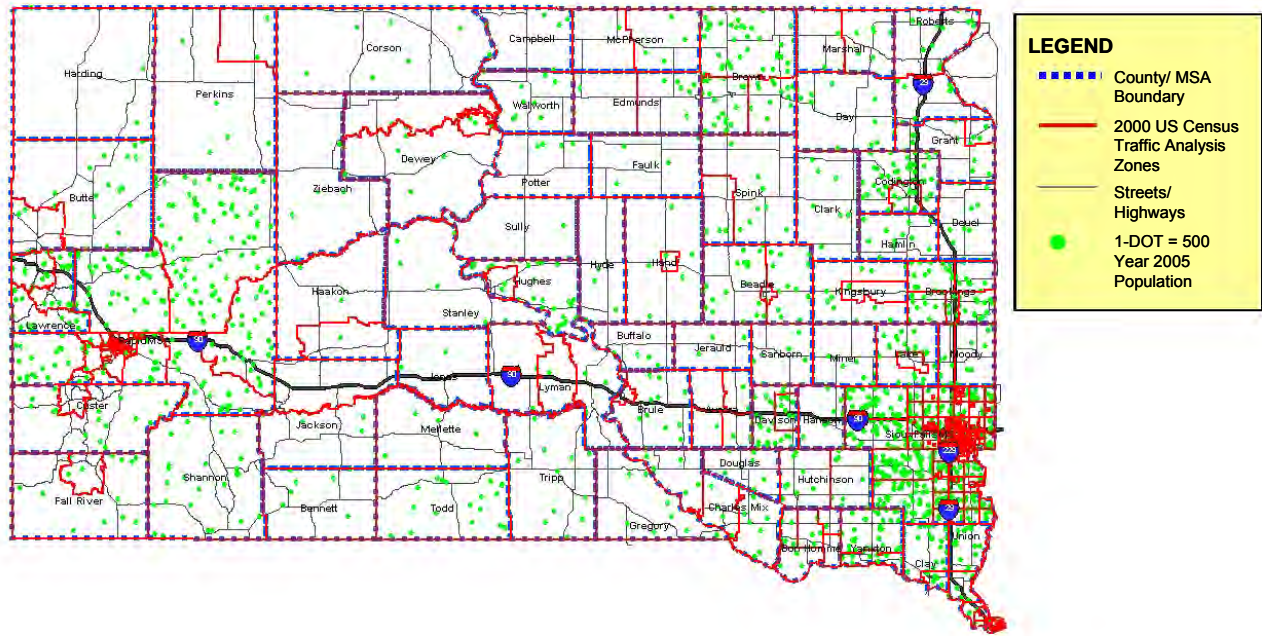 Harding
Perkins
Corson
Campbell
McPherson
Brown
Marshall
Roberts
29
Walworth
Edmunds
Day
Grant
Butte
Ziebach
Dewey
Potter
Faulk
Spink
Clark
Codington
Deuel
Hamlin
Sully
Hyde
Hand
Hughes
Haakon
Stanley
Beadle
Kingsbury
Brookings
Lawrence
90
Buffalo
Jerauld
Sanborn
Miner
Lake
Moody
Jones
90
Lyman
Custer
Brule
Aurora
Davison
Hanson
90
Jackson
Mellette
229
Shannon
Fall River
Bennett
Todd
Tripp
Gregory
Douglas
Charles Mix
Hutchinson
Bon Homme
Yankton
Clay
Union
29
LEGEND
County/ MSA
Boundary
2000 US Census
Traffic Analysis
Zones
Streets/
Highways
1-DOT = 500
Year 2005
Population